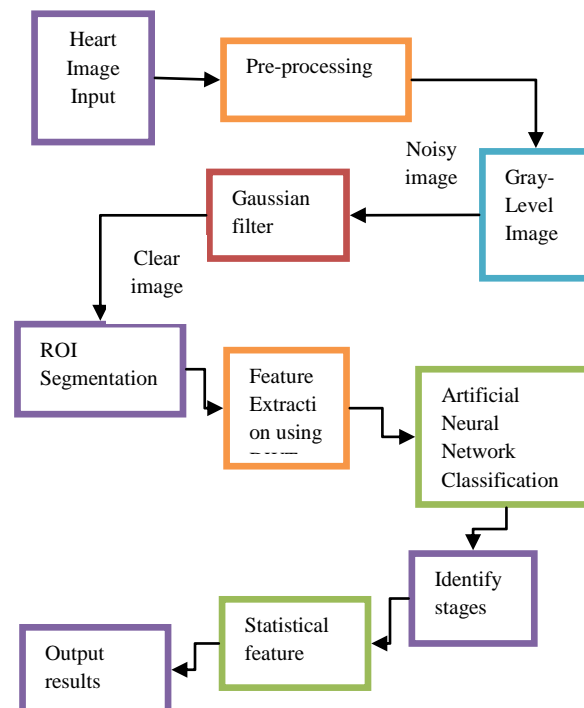 Heart
Image
Input
Pre-processing
Noisy
image
Gray-
Level
Image
Gaussian
filter
Clear
image
ROI
Segmentation
Feature
Extracti
on using
Artificial
Neural
Network
Classification
Identify
stages
Statistical
feature
Output
results